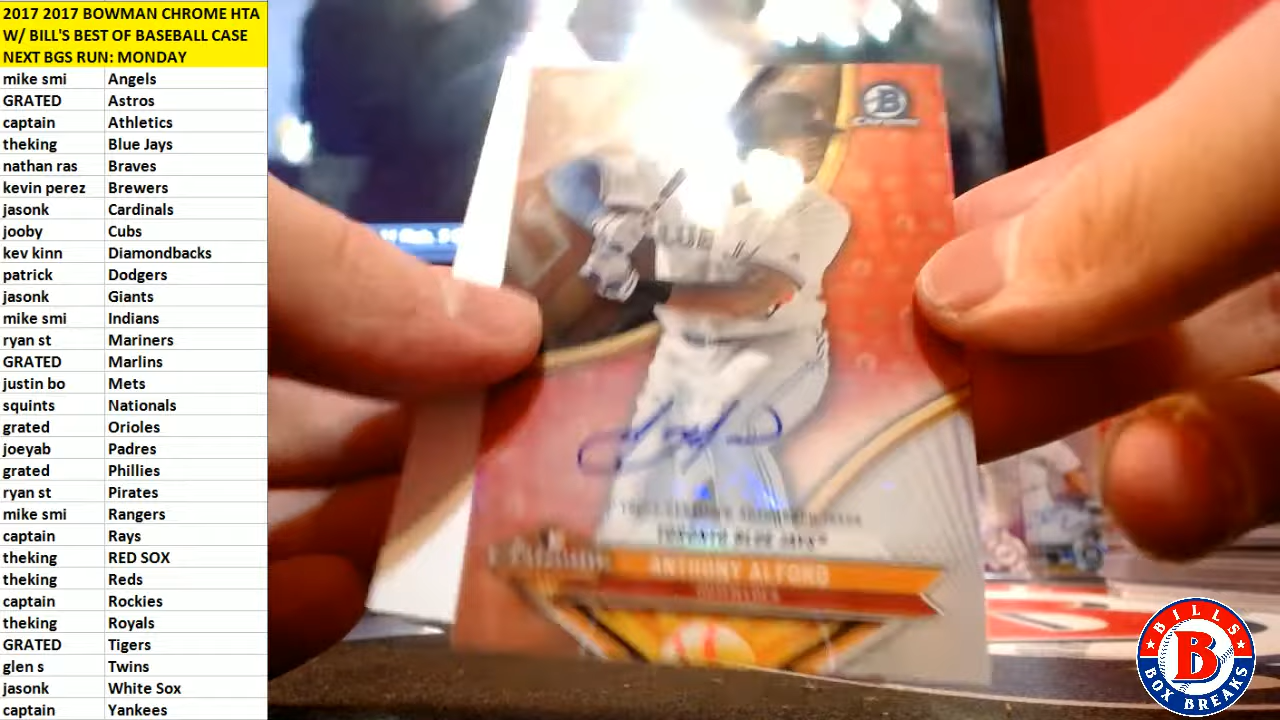 2017 2017 BOWMAN CHROME HTA
W/ BILL'S BEST OF BASEBALL CASE
NEXT BGS RUN: MONDAY
mike smi Angels
GRATED Astros
captain Athletics
theking Blue Jays
nathan ras Braves
kevin perez Brewers
jasonk Cardinals
jooby Cubs
kev kinn Diamondbacks
patrick Dodgers
jasonk Giants
mike smi Indians
ryan st Mariners
GRATED Marlins
justin bo Mets
squints Nationals
grated Orioles
joeyab Padres
grated Phillies
ryan st Pirates
mike smi Rangers
captain Rays
theking RED SOX
theking Reds
captain Rockies
theking Royals
GRATED Tigers
glen s Twins
jasonk White Sox
captain Yankees
B
Chrome
TORONTO BLUE JAYS™
ANTHONY ALFORD
BILLS
B
BOX BREAKS